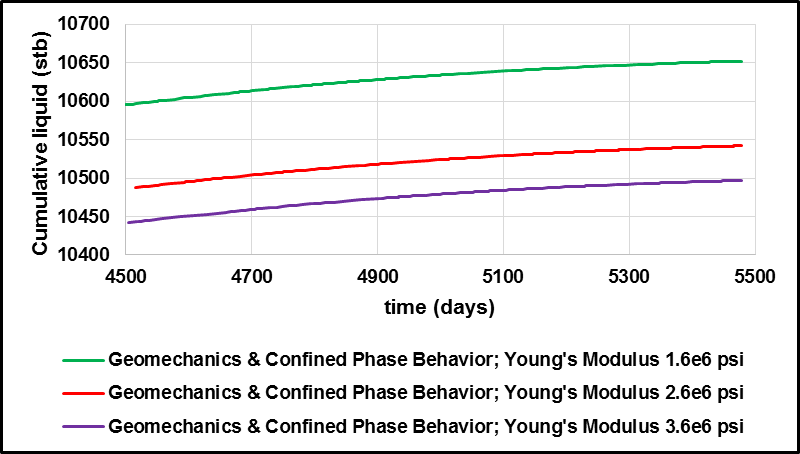 10700
10650
10600
10550
10500
10450
10400
Cumulative liquid (stb)
4500 4700 4900 5100 5300 5500
time (days)
Geomechanics & Confined Phase Behavior; Young's Modulus 1.6e6 psi
Geomechanics & Confined Phase Behavior; Young's Modulus 2.6e6 psi
Geomechanics & Confined Phase Behavior; Young's Modulus 3.6e6 psi